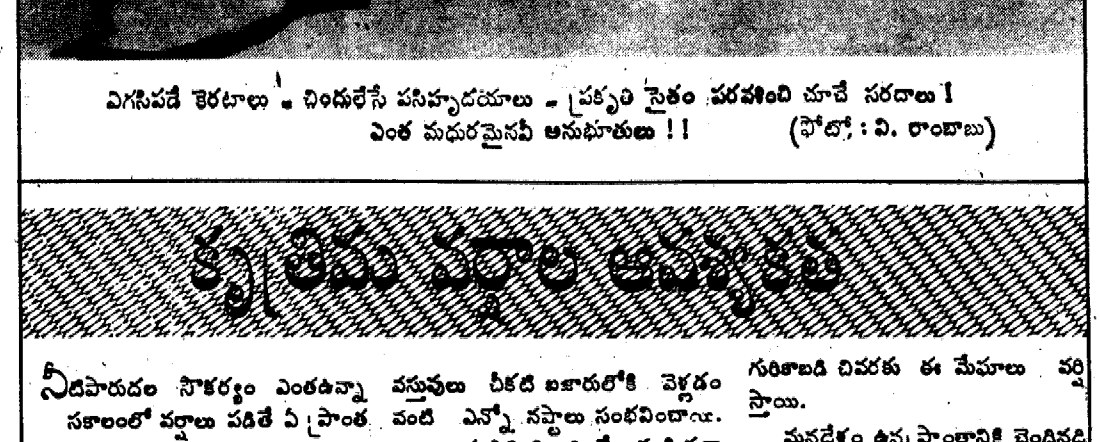 ఎగసిపడే కెరటాలు - చిందులేసే పసిహృదయాలు - ప్రకృతి సైతం పరవశించి చూచే సరదాలు !
ఎంత మధురమైనవీ అనుభూతులు !! (ఫోటో : వి. రాంబాబు)
కృత్రిమ వర్షాల ఆవశ్యకత
నీటిపారుదల సౌకర్యం ఎంతఉన్నా
సకాలంలో వర్షాలు పడితే ఏ ప్రాంత
వస్తువులు చీకటి బజారులోకి వెళ్లడం
వంటి ఎన్నో నష్టాలు సంభవించాయి.
గురికాబడి చివరకు ఈ మేఘాలు వర్షి
స్తాయి.
మనదేశం ఉన్న ప్రాంతానికి చెందినది